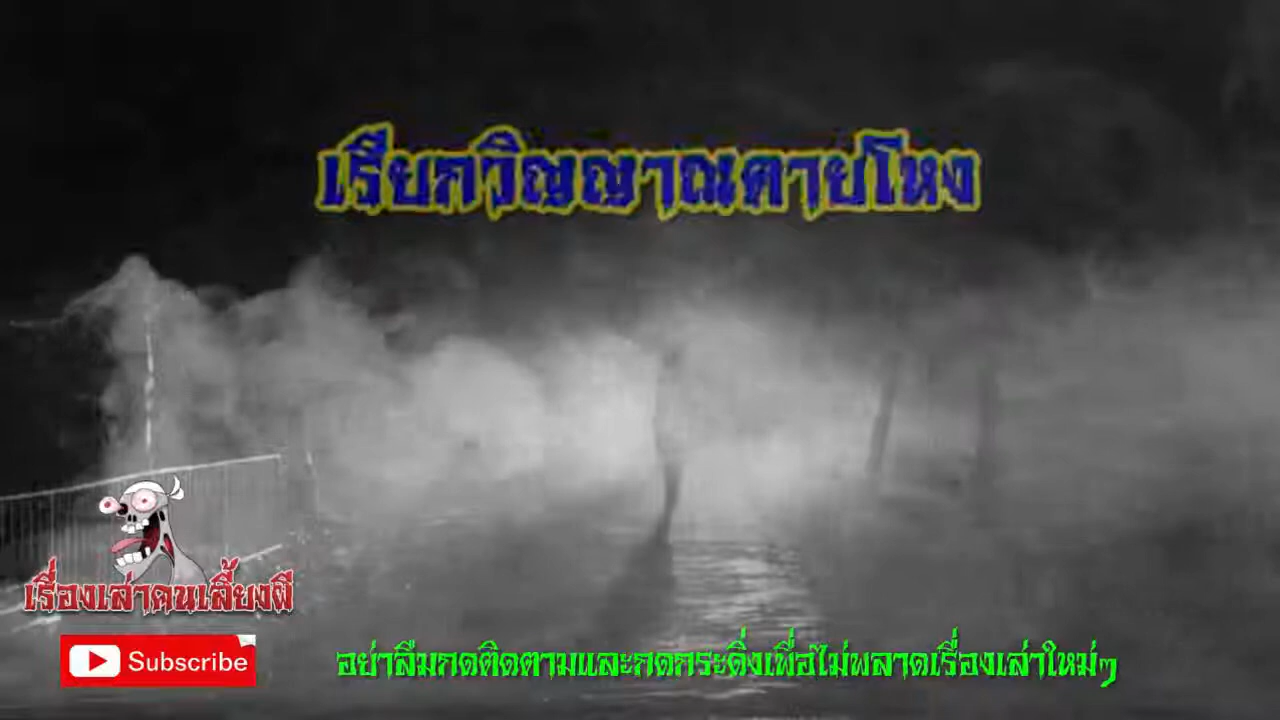 เรียกวิญญาณตายโหง
เรื่องเล่าคนเลี้ยงผี
Subscribe
อย่าลืมกดติดตามและกดกระดิ่งเพื่อไม่พลาดเรื่องเล่าใหม่ๆ